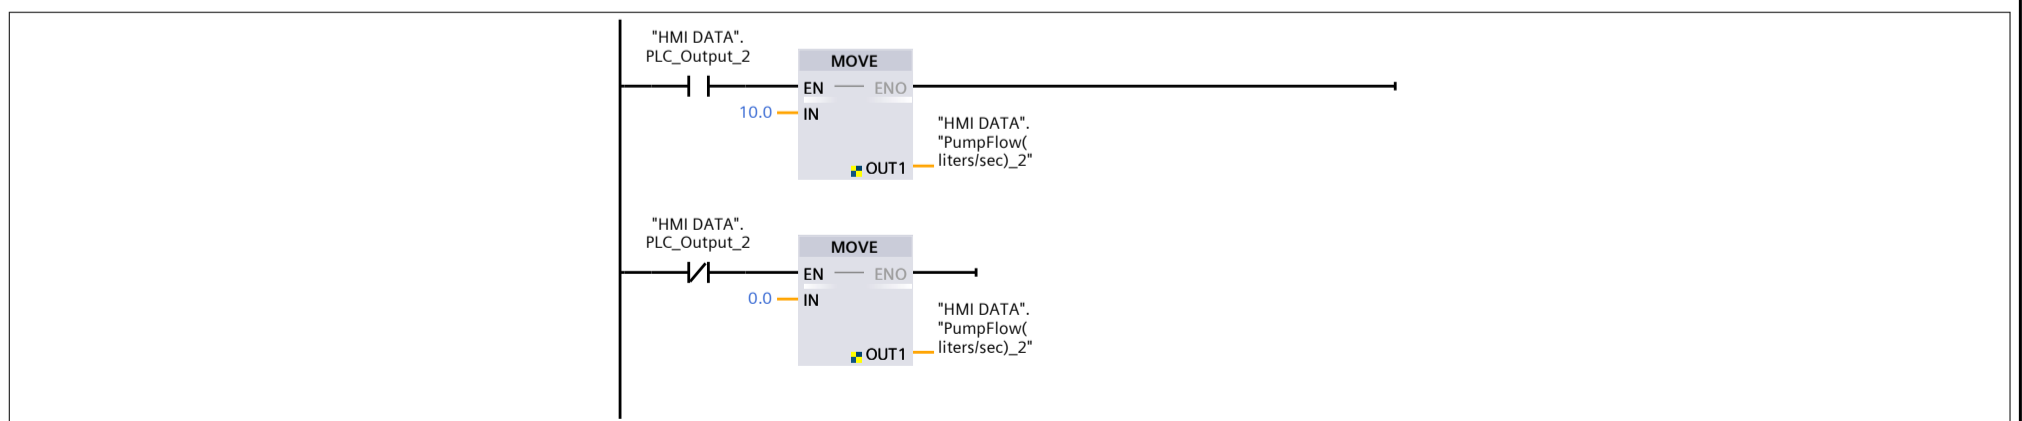 "HMI DATA".
PLC_Output_2
MOVE
EN ENO
10.0 IN
"HMI DATA".
"PumpFlow(
liters/sec)_2"
OUT1
"HMI DATA".
PLC_Output_2
MOVE
EN ENO
0.0 IN
"HMI DATA".
"PumpFlow(
liters/sec)_2"
OUT1